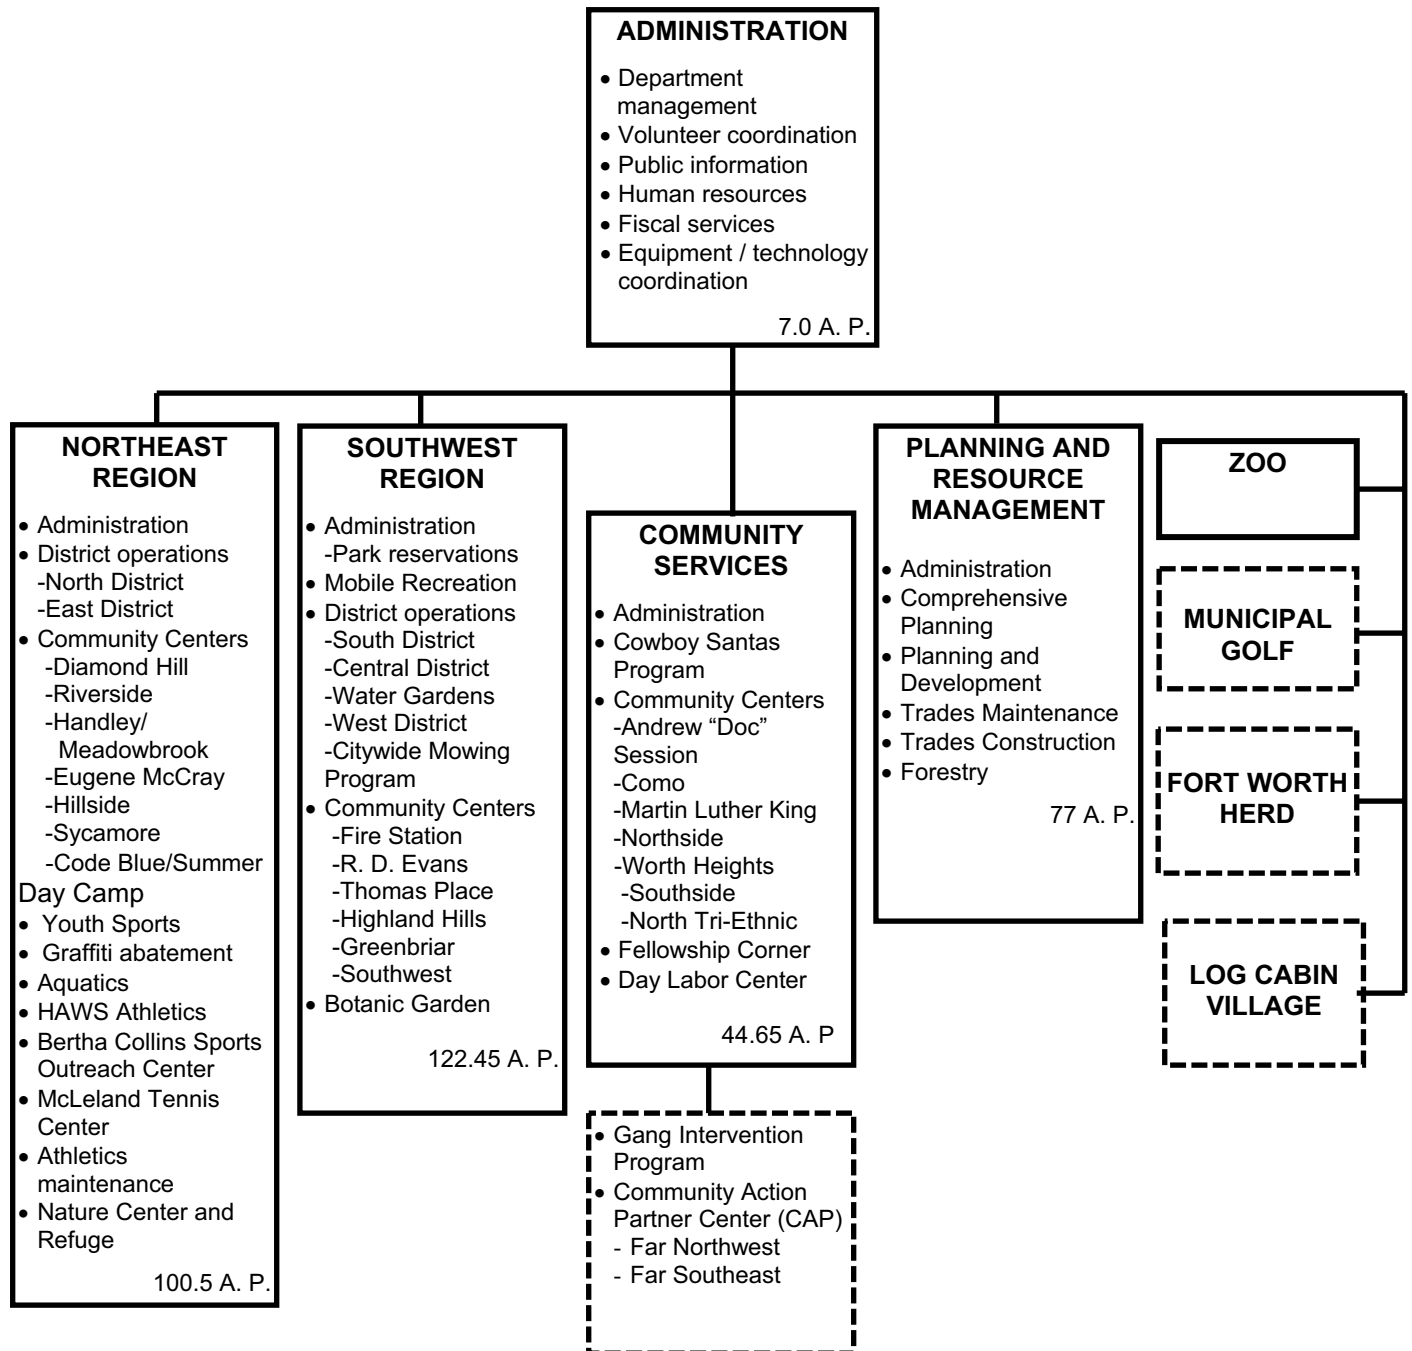 ADMINISTRATION
• Department
management
• Volunteer coordination
• Public information
• Human resources
• Fiscal services
• Equipment / technology
coordination
7.0 A. P.
NORTHEAST
REGION
• Administration
• District operations
-North District
-East District
• Community Centers
-Diamond Hill
-Riverside
-Handley/
Meadowbrook
-Eugene McCray
-Hillside
-Sycamore
-Code Blue/Summer
Day Camp
• Youth Sports
• Graffiti abatement
• Aquatics
• HAWS Athletics
• Bertha Collins Sports
Outreach Center
• McLeland Tennis
Center
• Athletics
maintenance
• Nature Center and
Refuge
100.5 A. P.
SOUTHWEST
REGION
• Administration
-Park reservations
• Mobile Recreation
• District operations
-South District
-Central District
-Water Gardens
-West District
-Citywide Mowing
Program
• Community Centers
-Fire Station
-R. D. Evans
-Thomas Place
-Highland Hills
-Greenbriar
-Southwest
• Botanic Garden
122.45 A. P.
COMMUNITY
SERVICES
• Administration
• Cowboy Santas
Program
• Community Centers
-Andrew “Doc”
Session
-Como
-Martin Luther King
-Northside
-Worth Heights
-Southside
-North Tri-Ethnic
• Fellowship Corner
• Day Labor Center
44.65 A. P
• Gang Intervention
Program
• Community Action
Partner Center (CAP)
- Far Northwest
- Far Southeast
PLANNING AND
RESOURCE
MANAGEMENT
• Administration
• Comprehensive
Planning
• Planning and
Development
• Trades Maintenance
• Trades Construction
• Forestry
77 A. P.
ZOO
MUNICIPAL
GOLF
FORT WORTH
HERD
LOG CABIN
VILLAGE